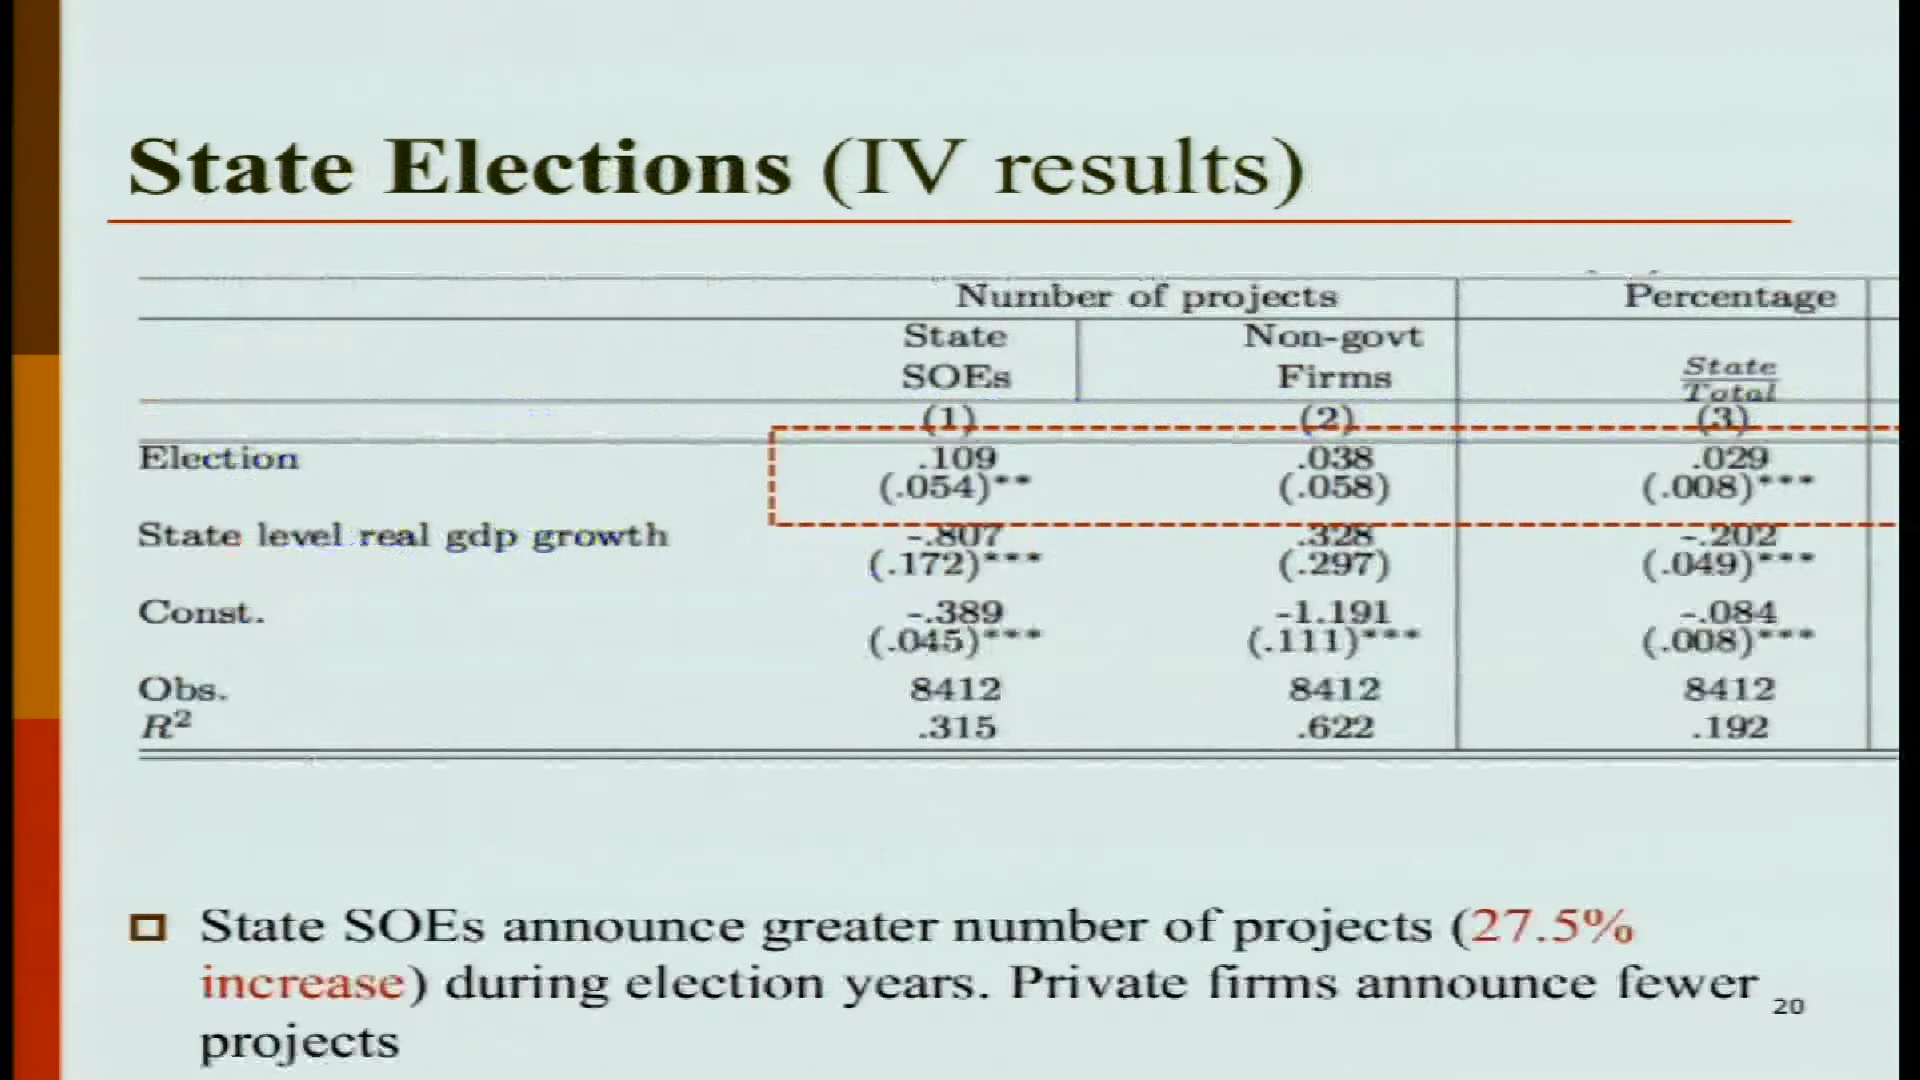 State Elections (IV results)
Number of projects Percentage
State Non-govt
SOEs Firms State
Total
(1) (2) (3)
Election .109 .038 .029
(.054)** (.058) (.008)***
State level real gdp growth -.807 .328 -.202
(.172)*** (.297) (.049)***
Const. -.389 -1.191 -.084
(.045)*** (.111)*** (.008)***
Obs. 8412 8412 8412
R² .315 .622 .192
State SOEs announce greater number of projects (27.5%
increase) during election years. Private firms announce fewer
projects
20